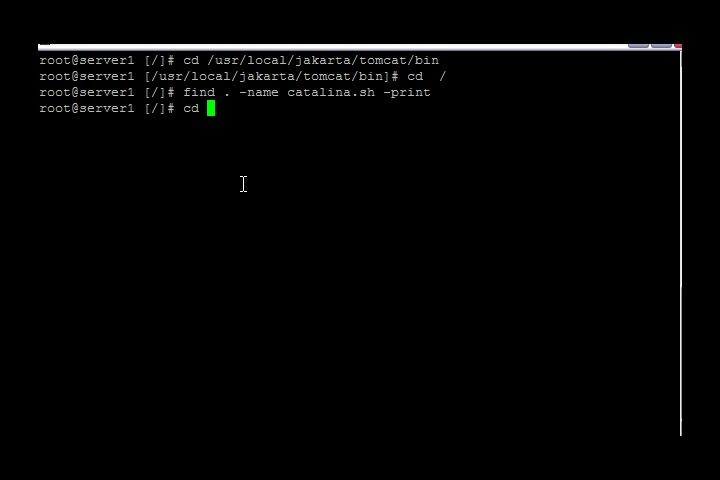 root@server1 [/]# cd /usr/local/jakarta/tomcat/bin
root@server1 [/usr/local/jakarta/tomcat/bin]# cd  /
root@server1 [/]# find . -name catalina.sh -print
root@server1 [/]# cd